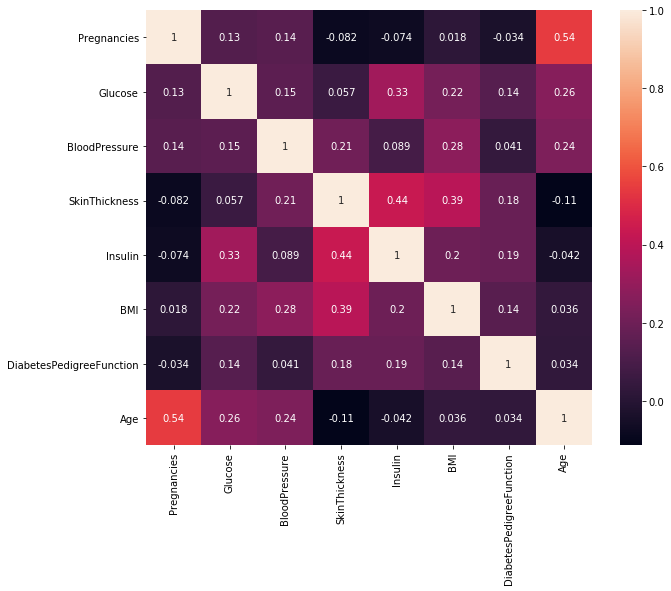 Pregnancies 1 0.13 0.14 -0.082 -0.074 0.018 -0.034 0.54
Glucose 0.13 1 0.15 0.057 0.33 0.22 0.14 0.26
BloodPressure 0.14 0.15 1 0.21 0.089 0.28 0.041 0.24
SkinThickness -0.082 0.057 0.21 1 0.44 0.39 0.18 -0.11
Insulin -0.074 0.33 0.089 0.44 1 0.2 0.19 -0.042
BMI 0.018 0.22 0.28 0.39 0.2 1 0.14 0.036
DiabetesPedigreeFunction -0.034 0.14 0.041 0.18 0.19 0.14 1 0.034
Age 0.54 0.26 0.24 -0.11 -0.042 0.036 0.034 1
Pregnancies
Glucose
BloodPressure
SkinThickness
Insulin
BMI
DiabetesPedigreeFunction
Age
1.0
0.8
0.6
0.4
0.2
0.0